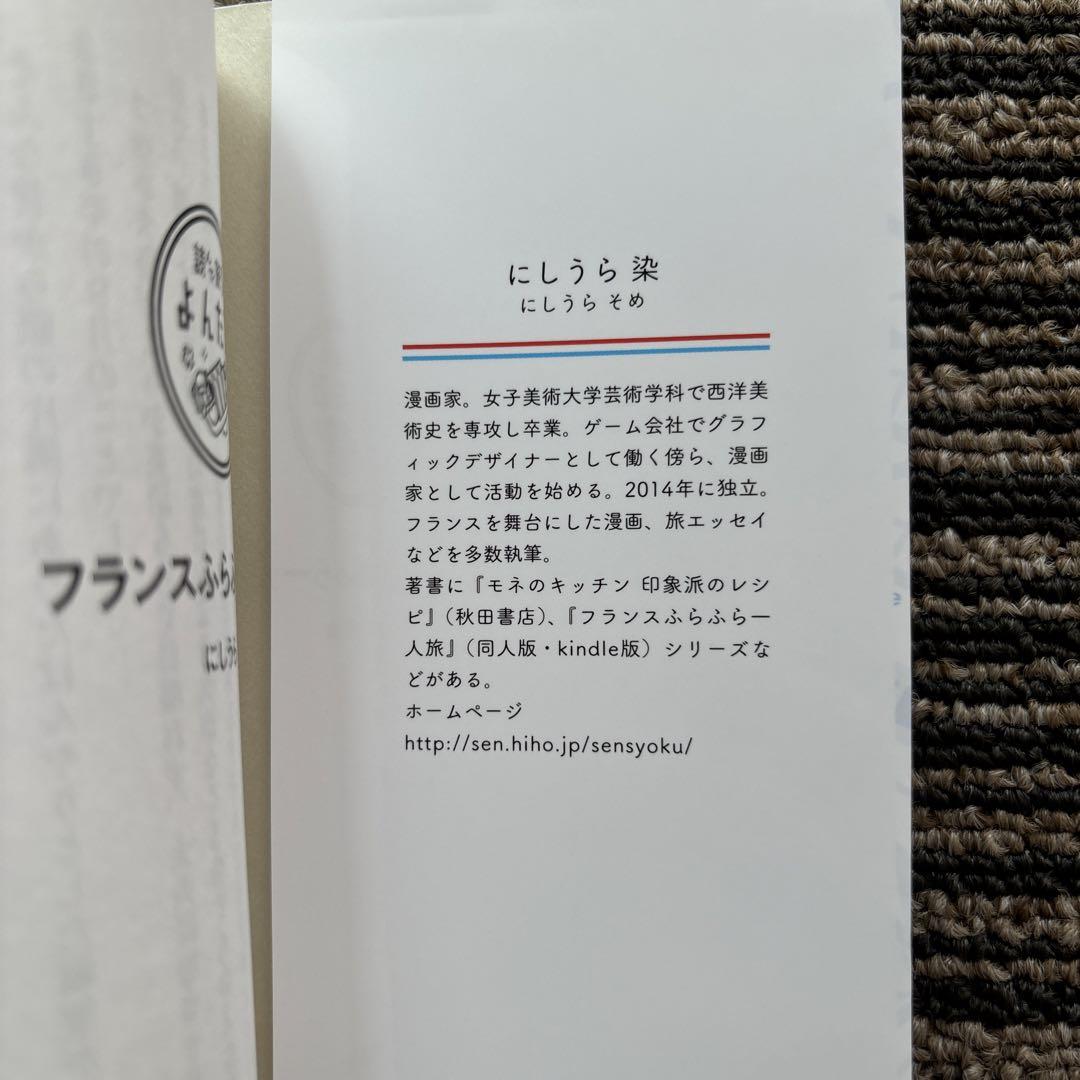 にしうら 染
にしうら そめ
漫画家。女子美術大学芸術学科で西洋美
術史を専攻し卒業。ゲーム会社でグラフ
ィックデザイナーとして働く傍ら、漫画
家として活動を始める。2014年に独立。
フランスを舞台にした漫画、旅エッセイ
などを多数執筆。
著書に『モネのキッチン 印象派のレシ
ピ』（秋田書店）、『フランスふらふら一
人旅』（同人版・kindle版）シリーズな
どがある。
ホームページ
http://sen.hiho.jp/sensyoku/
よんた
フランスふら
にしう